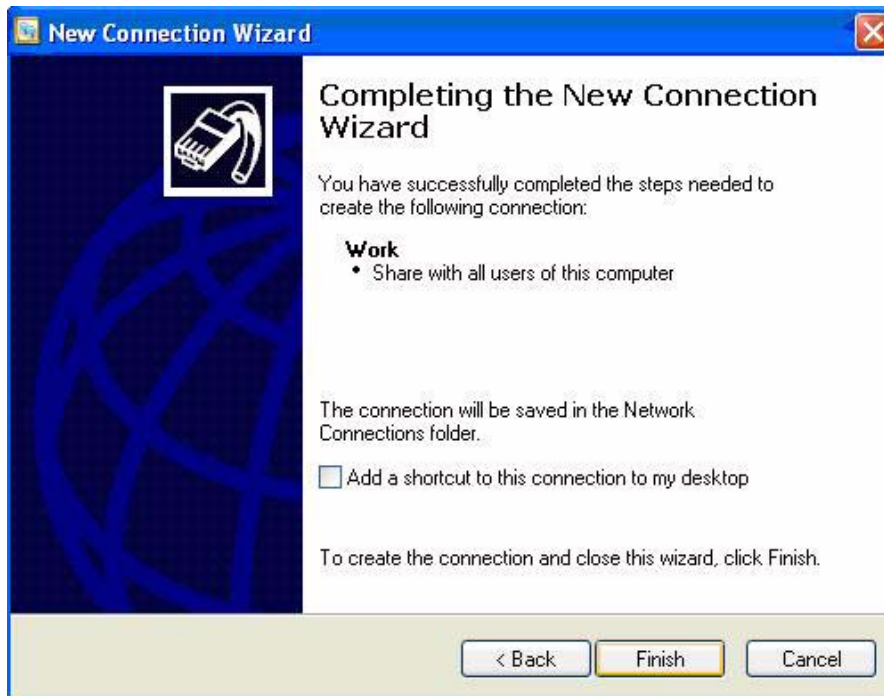 New Connection Wizard
Completing the New Connection
Wizard
You have successfully completed the steps needed to
create the following connection:
Work
• Share with all users of this computer
The connection will be saved in the Network
Connections folder.
Add a shortcut to this connection to my desktop
To create the connection and close this wizard, click Finish.
< Back Finish Cancel